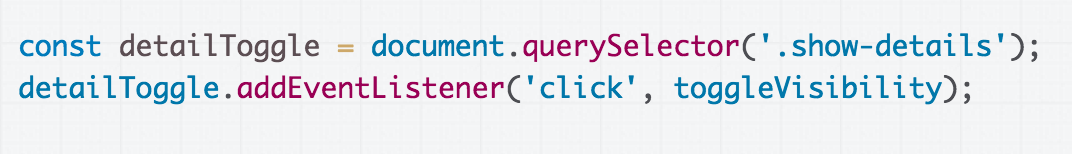 const detailToggle = document.querySelector('.show-details');
detailToggle.addEventListener('click', toggleVisibility);